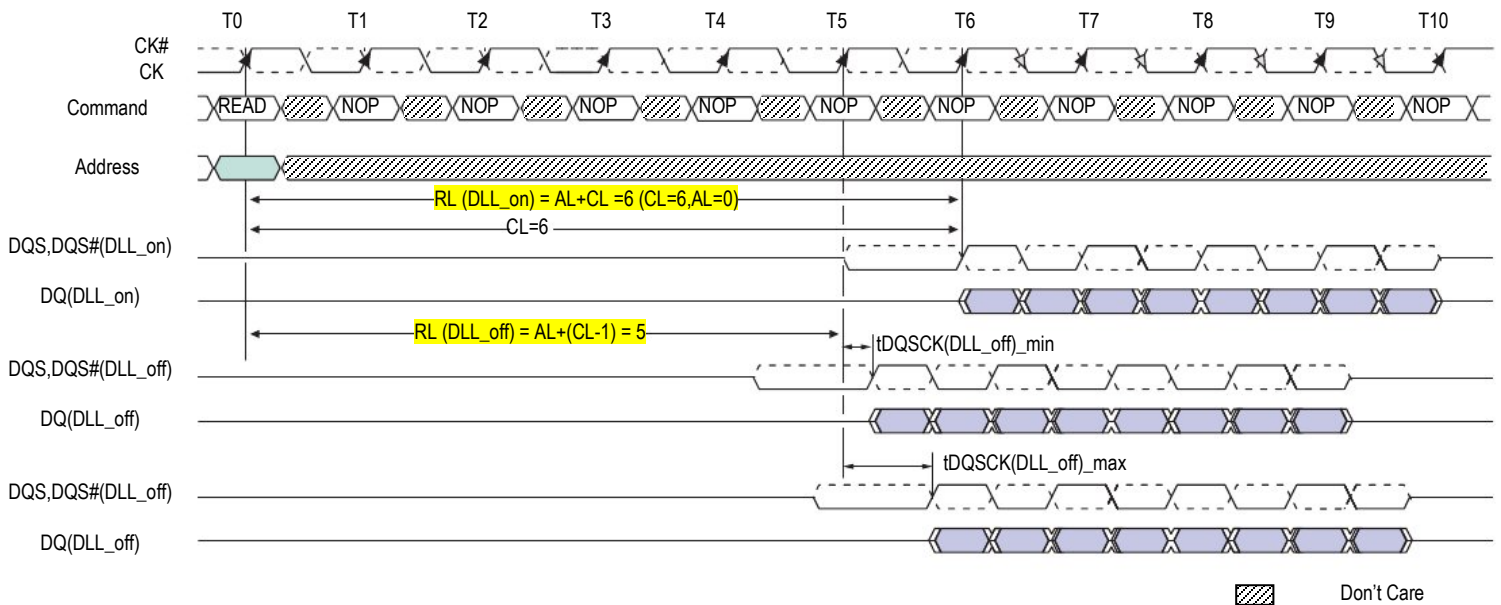 T0 T1 T2 T3 T4 T5 T6 T7 T8 T9 T10
CK#
CK
Command READ NOP NOP NOP NOP NOP NOP NOP NOP NOP NOP
Address
RL (DLL_on) = AL+CL =6 (CL=6,AL=0)
CL=6
DQS,DQS#(DLL_on)
DQ(DLL_on)
RL (DLL_off) = AL+(CL-1) = 5
tDQSCK(DLL_off)_min
DQS,DQS#(DLL_off)
DQ(DLL_off)
tDQSCK(DLL_off)_max
DQS,DQS#(DLL_off)
DQ(DLL_off)
Don't Care